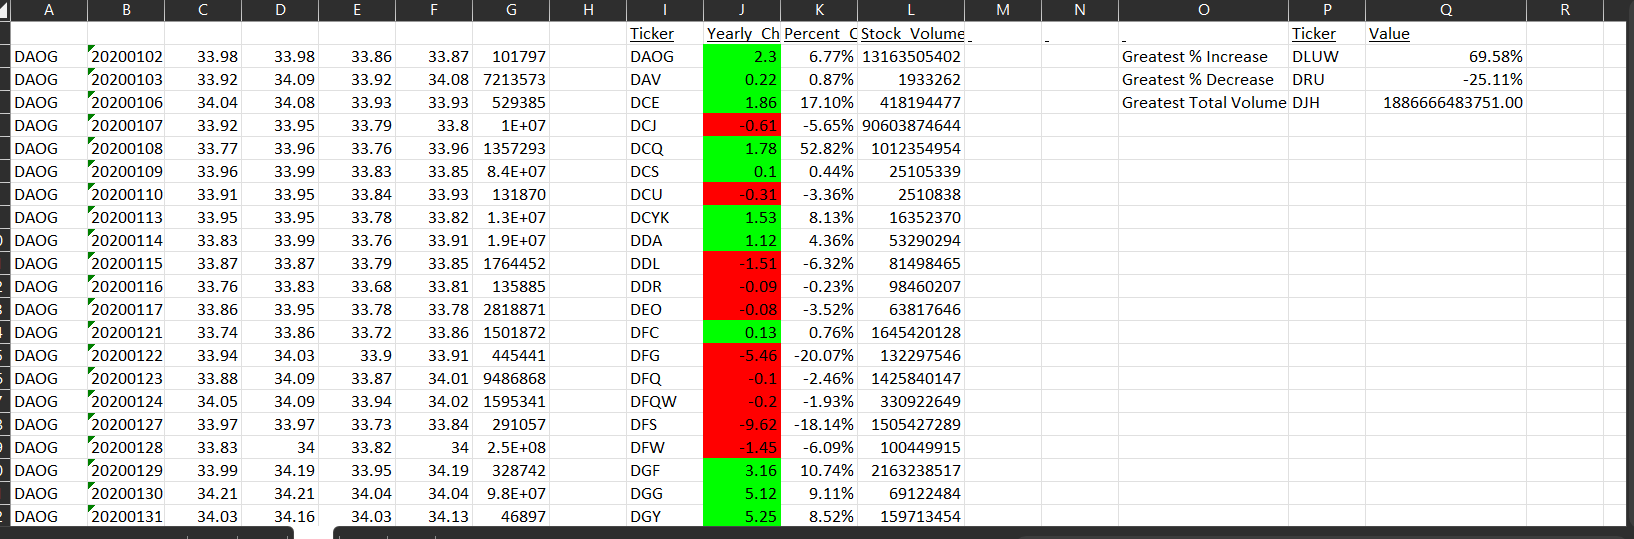 A B C D E F G H I J K L M N O P Q R
Ticker Yearly_Ch Percent_C Stock_Volume Ticker Value
DAOG 20200102 33.98 33.98 33.86 33.87 101797 DAOG 2.3 6.77% 13163505402 Greatest % Increase DLUW 69.58%
DAOG 20200103 33.92 34.09 33.92 34.08 7213573 DAV 0.22 0.87% 1933262 Greatest % Decrease DRU -25.11%
DAOG 20200106 34.04 34.08 33.93 33.93 529385 DCE 1.86 17.10% 418194477 Greatest Total Volume DJH 1886666483751.00
DAOG 20200107 33.92 33.95 33.79 33.8 1E+07 DCJ -0.61 -5.65% 90603874644
DAOG 20200108 33.77 33.96 33.76 33.96 1357293 DCQ 1.78 52.82% 1012354954
DAOG 20200109 33.96 33.99 33.83 33.85 8.4E+07 DCS 0.1 0.44% 25105339
DAOG 20200110 33.91 33.95 33.84 33.93 131870 DCU -0.31 -3.36% 2510838
DAOG 20200113 33.95 33.95 33.78 33.82 1.3E+07 DCYK 1.53 8.13% 16352370
DAOG 20200114 33.83 33.99 33.76 33.91 1.9E+07 DDA 1.12 4.36% 53290294
DAOG 20200115 33.87 33.87 33.79 33.85 1764452 DDL -1.51 -6.32% 81498465
DAOG 20200116 33.76 33.83 33.68 33.81 135885 DDR -0.09 -0.23% 98460207
DAOG 20200117 33.86 33.95 33.78 33.78 2818871 DEO -0.08 -3.52% 63817646
DAOG 20200121 33.74 33.86 33.72 33.86 1501872 DFC 0.13 0.76% 1645420128
DAOG 20200122 33.94 34.03 33.9 33.91 445441 DFG -5.46 -20.07% 132297546
DAOG 20200123 33.88 34.09 33.87 34.01 9486868 DFQ -0.1 -2.46% 1425840147
DAOG 20200124 34.05 34.09 33.94 34.02 1595341 DFQW -0.2 -1.93% 330922649
DAOG 20200127 33.97 33.97 33.73 33.84 291057 DFS -9.62 -18.14% 1505427289
DAOG 20200128 33.83 34 33.82 34 2.5E+08 DFW -1.45 -6.09% 100449915
DAOG 20200129 33.99 34.19 33.95 34.19 328742 DGF 3.16 10.74% 2163238517
DAOG 20200130 34.21 34.21 34.04 34.04 9.8E+07 DGG 5.12 9.11% 69122484
DAOG 20200131 34.03 34.16 34.03 34.13 46897 DGY 5.25 8.52% 159713454